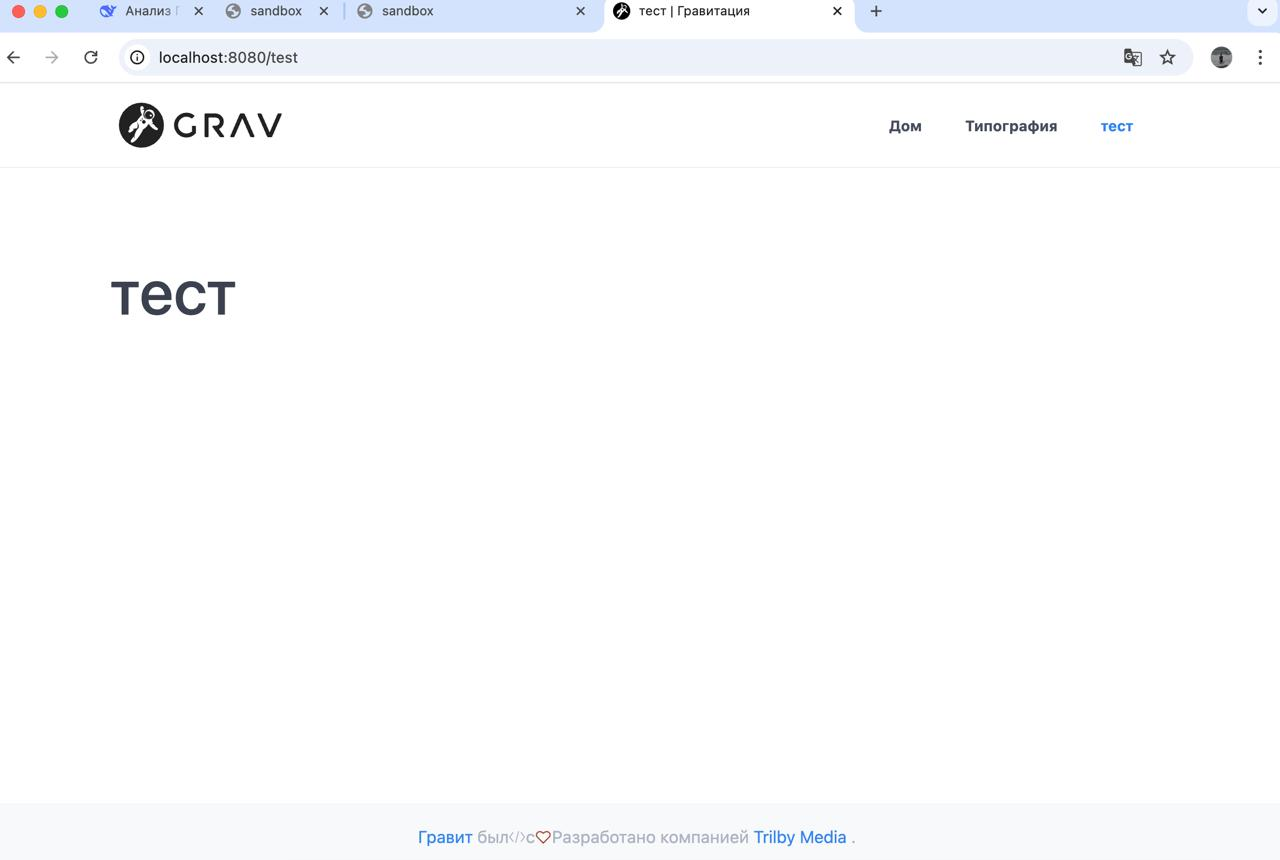 Анализ sandbox sandbox тест | Гравитация
localhost:8080/test
GRAV Дом Типография тест
тест
Гравит был</>с♡Разработано компанией Trilby Media .